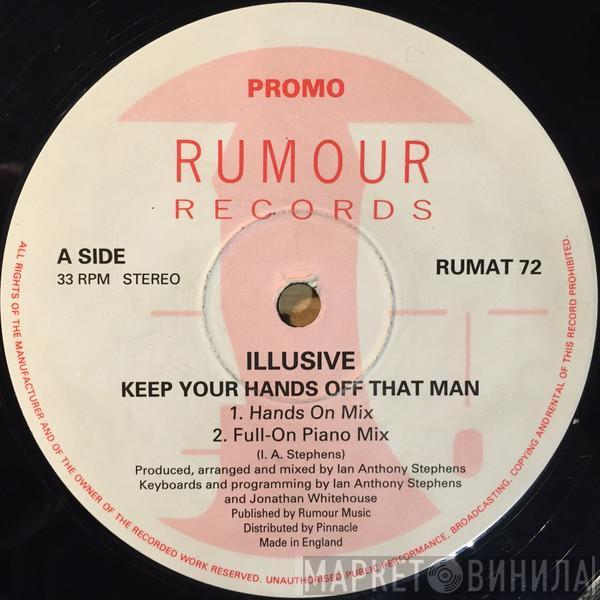 PROMO
RUMOUR
RECORDS
A SIDE
33 RPM STEREO
RUMAT 72
ILLUSIVE
KEEP YOUR HANDS OFF THAT MAN
1. Hands On Mix
2. Full-On Piano Mix
(I. A. Stephens)
Produced, arranged and mixed by Ian Anthony Stephens
Keyboards and programming by Ian Anthony Stephens
and Jonathan Whitehouse
Published by Rumour Music
Distributed by Pinnacle
Made in England
ALL RIGHTS OF THE MANUFACTURER AND OF THE OWNER OF THE RECORDED WORK RESERVED. UNAUTHORISED PUBLIC PERFORMANCE, BROADCASTING, COPYING AND RENTAL OF THIS RECORD PROHIBITED.
МАРКЕТ ВИНИЛА